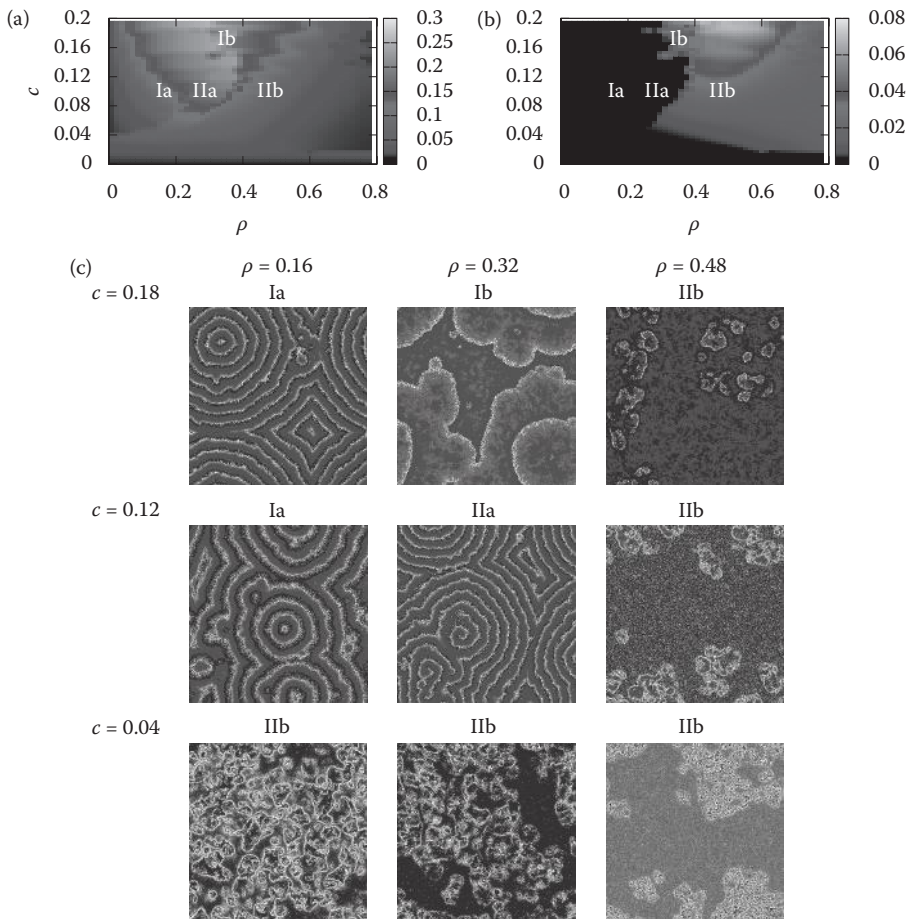 (a)
0.2
0.16
0.12
0.08
0.04
0
c
Ib
Ia IIa IIb
0 0.2 0.4 0.6 0.8
ρ
0.3
0.25
0.2
0.15
0.1
0.05
0
(b)
0.2
0.16
0.12
0.08
0.04
0
Ib
Ia IIa IIb
0 0.2 0.4 0.6 0.8
ρ
0.08
0.06
0.04
0.02
0
(c)
ρ = 0.16 ρ = 0.32 ρ = 0.48
c = 0.18 Ia Ib IIb
c = 0.12 Ia IIa IIb
c = 0.04 IIb IIb IIb